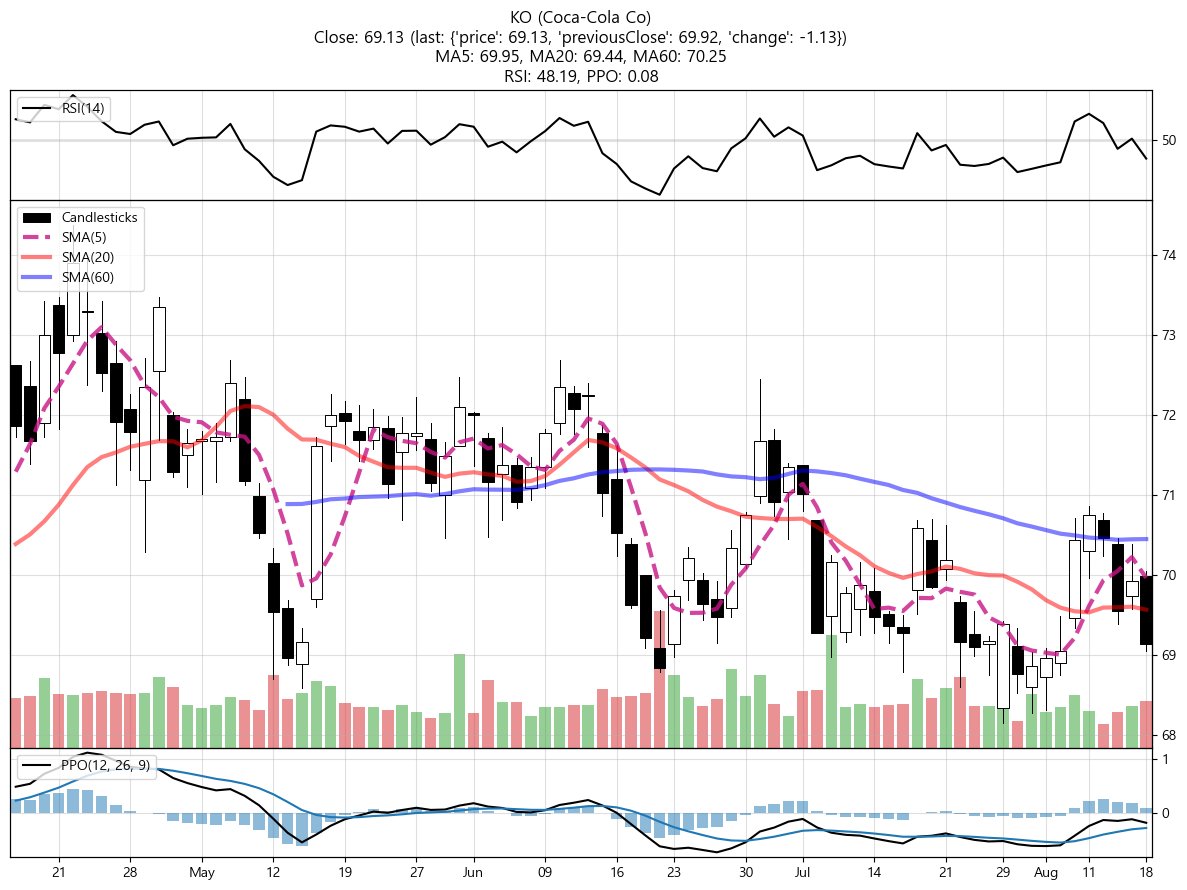 KO (Coca-Cola Co)
Close: 69.13 (last: {'price': 69.13, 'previousClose': 69.92, 'change': -1.13})
MA5: 69.95, MA20: 69.44, MA60: 70.25
RSI: 48.19, PPO: 0.08
RSI(14)
50
Candlesticks
SMA(5)
SMA(20)
SMA(60)
74
73
72
71
70
69
68
PPO(12, 26, 9)
1
0
21 28 May 12 19 27 Jun 09 16 23 30 Jul 14 21 29 Aug 11 18